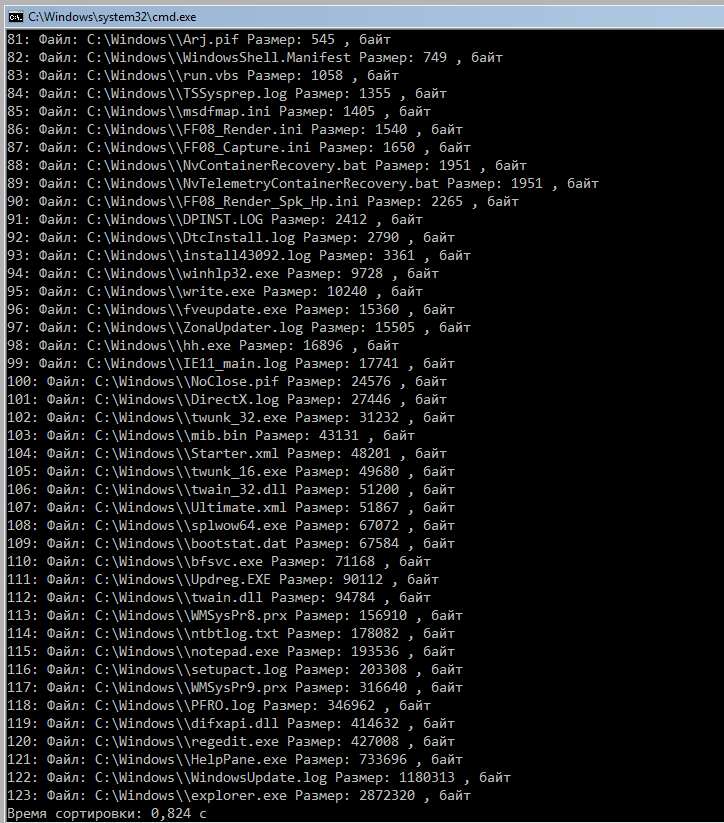 C:\Windows\system32\cmd.exe
81: Файл: C:\Windows\\Arj.pif Размер: 545 , байт
82: Файл: C:\Windows\\WindowsShell.Manifest Размер: 749 , байт
83: Файл: C:\Windows\\run.vbs Размер: 1058 , байт
84: Файл: C:\Windows\\TSSysprep.log Размер: 1355 , байт
85: Файл: C:\Windows\\msdfmap.ini Размер: 1405 , байт
86: Файл: C:\Windows\\FF08_Render.ini Размер: 1540 , байт
87: Файл: C:\Windows\\FF08_Capture.ini Размер: 1650 , байт
88: Файл: C:\Windows\\NvContainerRecovery.bat Размер: 1951 , байт
89: Файл: C:\Windows\\NvTelemetryContainerRecovery.bat Размер: 1951 , байт
90: Файл: C:\Windows\\FF08_Render_Spk_Hp.ini Размер: 2265 , байт
91: Файл: C:\Windows\\DPINST.LOG Размер: 2412 , байт
92: Файл: C:\Windows\\DtcInstall.log Размер: 2790 , байт
93: Файл: C:\Windows\\install43092.log Размер: 3361 , байт
94: Файл: C:\Windows\\winhlp32.exe Размер: 9728 , байт
95: Файл: C:\Windows\\write.exe Размер: 10240 , байт
96: Файл: C:\Windows\\fveupdate.exe Размер: 15360 , байт
97: Файл: C:\Windows\\ZonaUpdater.log Размер: 15505 , байт
98: Файл: C:\Windows\\hh.exe Размер: 16896 , байт
99: Файл: C:\Windows\\IE11_main.log Размер: 17741 , байт
100: Файл: C:\Windows\\NoClose.pif Размер: 24576 , байт
101: Файл: C:\Windows\\DirectX.log Размер: 27446 , байт
102: Файл: C:\Windows\\twunk_32.exe Размер: 31232 , байт
103: Файл: C:\Windows\\mib.bin Размер: 43131 , байт
104: Файл: C:\Windows\\Starter.xml Размер: 48201 , байт
105: Файл: C:\Windows\\twunk_16.exe Размер: 49680 , байт
106: Файл: C:\Windows\\twain_32.dll Размер: 51200 , байт
107: Файл: C:\Windows\\Ultimate.xml Размер: 51867 , байт
108: Файл: C:\Windows\\splwow64.exe Размер: 67072 , байт
109: Файл: C:\Windows\\bootstat.dat Размер: 67584 , байт
110: Файл: C:\Windows\\bfsvc.exe Размер: 71168 , байт
111: Файл: C:\Windows\\Updreg.EXE Размер: 90112 , байт
112: Файл: C:\Windows\\twain.dll Размер: 94784 , байт
113: Файл: C:\Windows\\WMSysPr8.prx Размер: 156910 , байт
114: Файл: C:\Windows\\ntbtlog.txt Размер: 178082 , байт
115: Файл: C:\Windows\\notepad.exe Размер: 193536 , байт
116: Файл: C:\Windows\\setupact.log Размер: 203308 , байт
117: Файл: C:\Windows\\WMSysPr9.prx Размер: 316640 , байт
118: Файл: C:\Windows\\PFRO.log Размер: 346962 , байт
119: Файл: C:\Windows\\difxapi.dll Размер: 414632 , байт
120: Файл: C:\Windows\\regedit.exe Размер: 427008 , байт
121: Файл: C:\Windows\\HelpPane.exe Размер: 733696 , байт
122: Файл: C:\Windows\\WindowsUpdate.log Размер: 1180313 , байт
123: Файл: C:\Windows\\explorer.exe Размер: 2872320 , байт
Время сортировки: 0,824 с